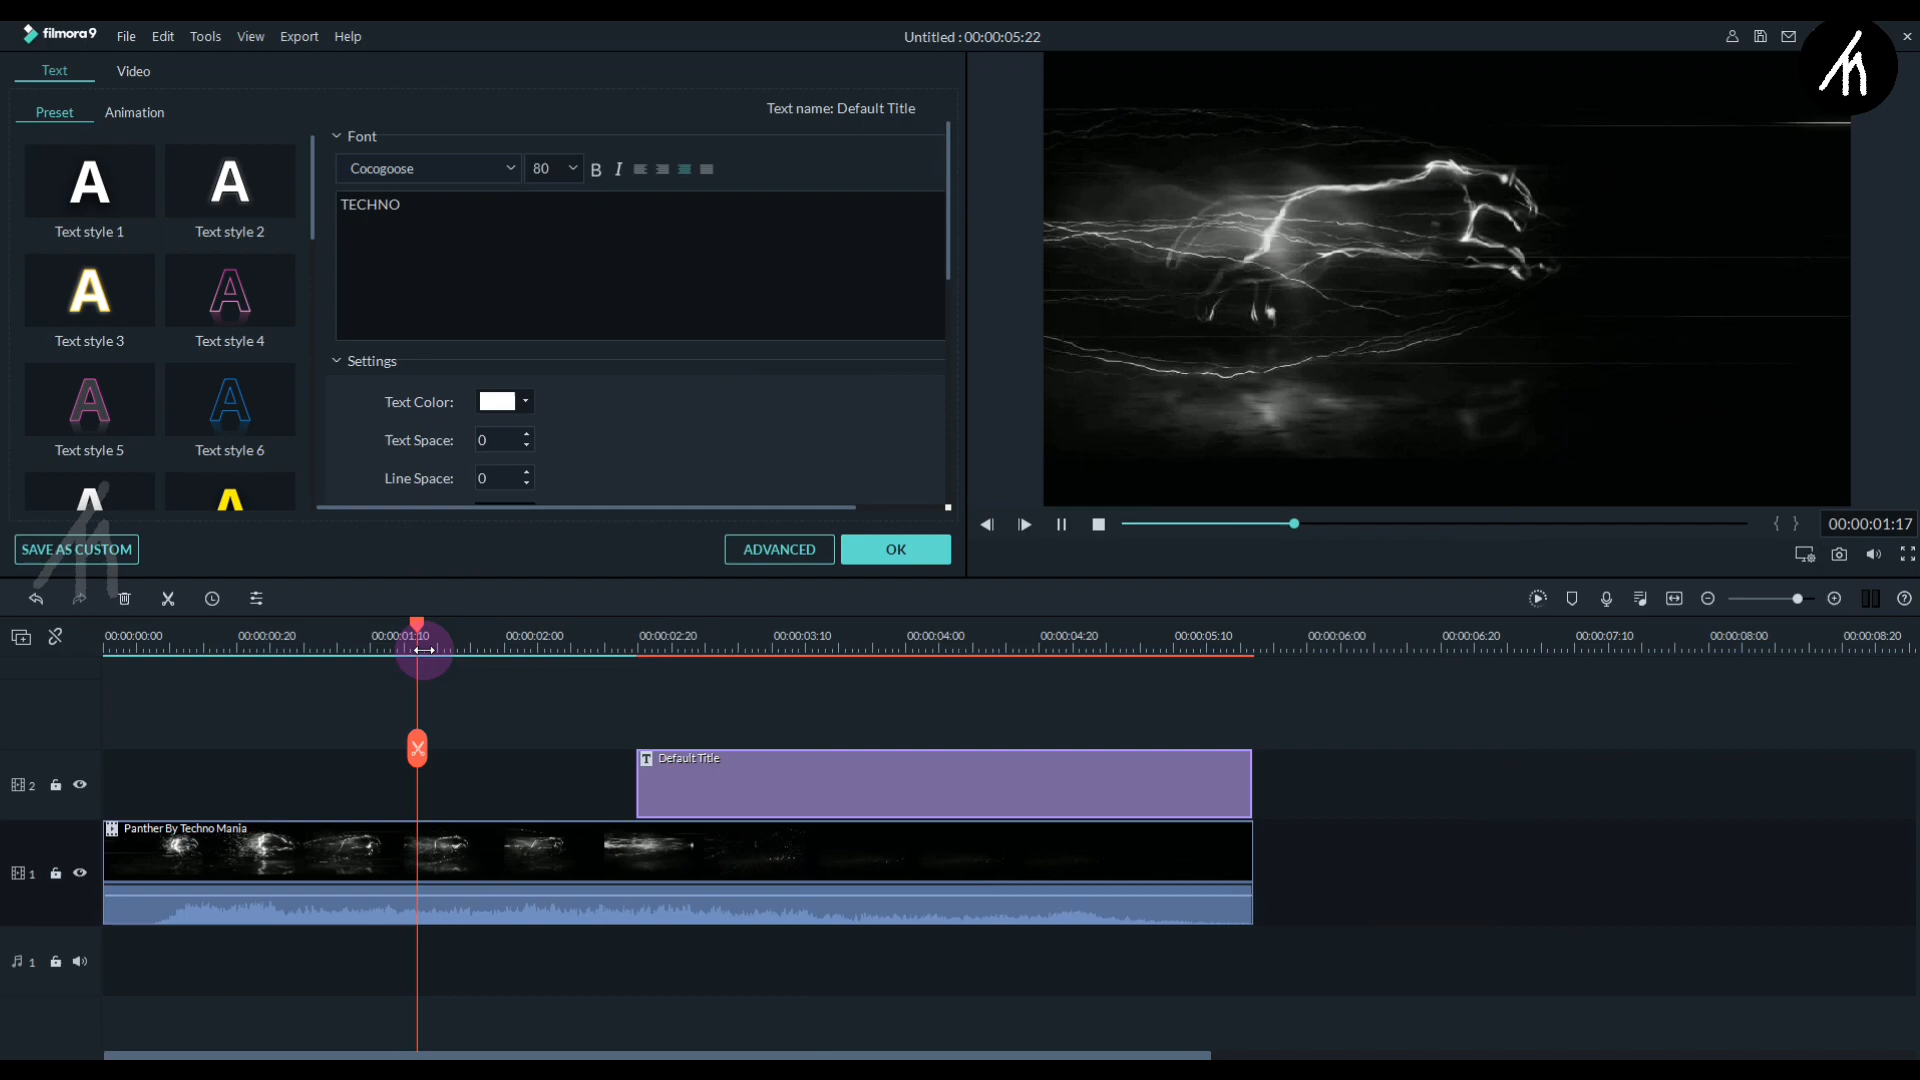 filmora9 File Edit Tools View Export Help Untitled : 00:00:05:22
Text Video
Preset Animation Text name: Default Title
Font
Cocogoose 80 B I
TECHNO
A A
Text style 1 Text style 2
A A
Text style 3 Text style 4
A A
Text style 5 Text style 6
A A
Settings
Text Color:
Text Space: 0
Line Space: 0
SAVE AS CUSTOM ADVANCED OK
{ } 00:00:01:17
00:00:00:00 00:00:00:20 00:00:01:10 00:00:02:00 00:00:02:20 00:00:03:10 00:00:04:00 00:00:04:20 00:00:05:10 00:00:06:00 00:00:06:20 00:00:07:10 00:00:08:00 00:00:08:20
2 T Default Title
Panther By Techno Mania
1
1